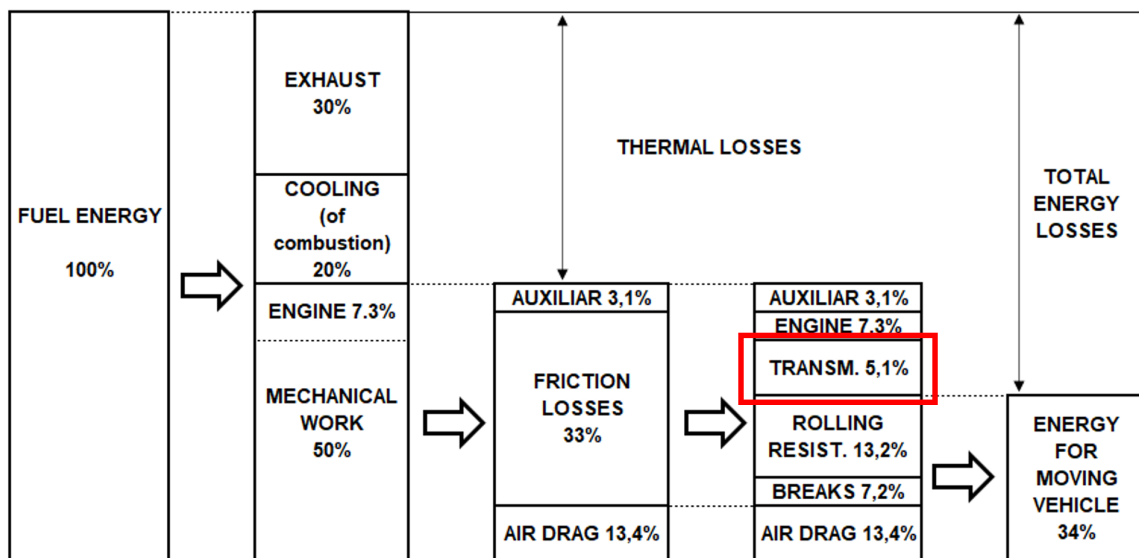 FUEL ENERGY
100%
EXHAUST
30%
COOLING
(of
combustion)
20%
ENGINE 7.3%
MECHANICAL
WORK
50%
THERMAL LOSSES
AUXILIAR 3,1%
FRICTION
LOSSES
33%
AIR DRAG 13,4%
AUXILIAR 3,1%
ENGINE 7,3%
TRANSM. 5,1%
ROLLING
RESIST. 13,2%
BREAKS 7,2%
AIR DRAG 13,4%
TOTAL
ENERGY
LOSSES
ENERGY
FOR
MOVING
VEHICLE
34%